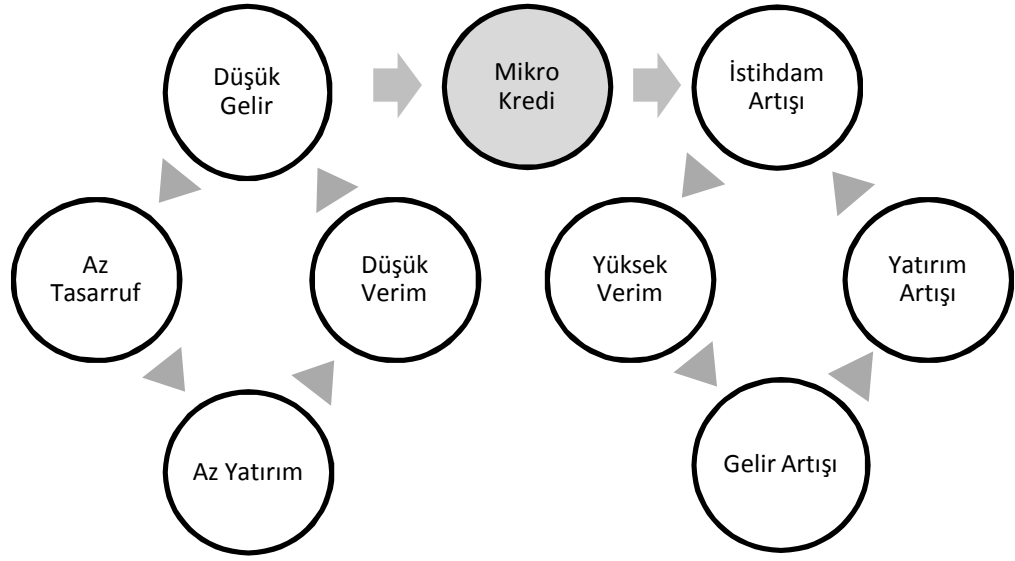 Düşük
Gelir
Mikro
Kredi
İstihdam
Artışı
Az
Tasarruf
Düşük
Verim
Yüksek
Verim
Yatırım
Artışı
Az Yatırım
Gelir Artışı